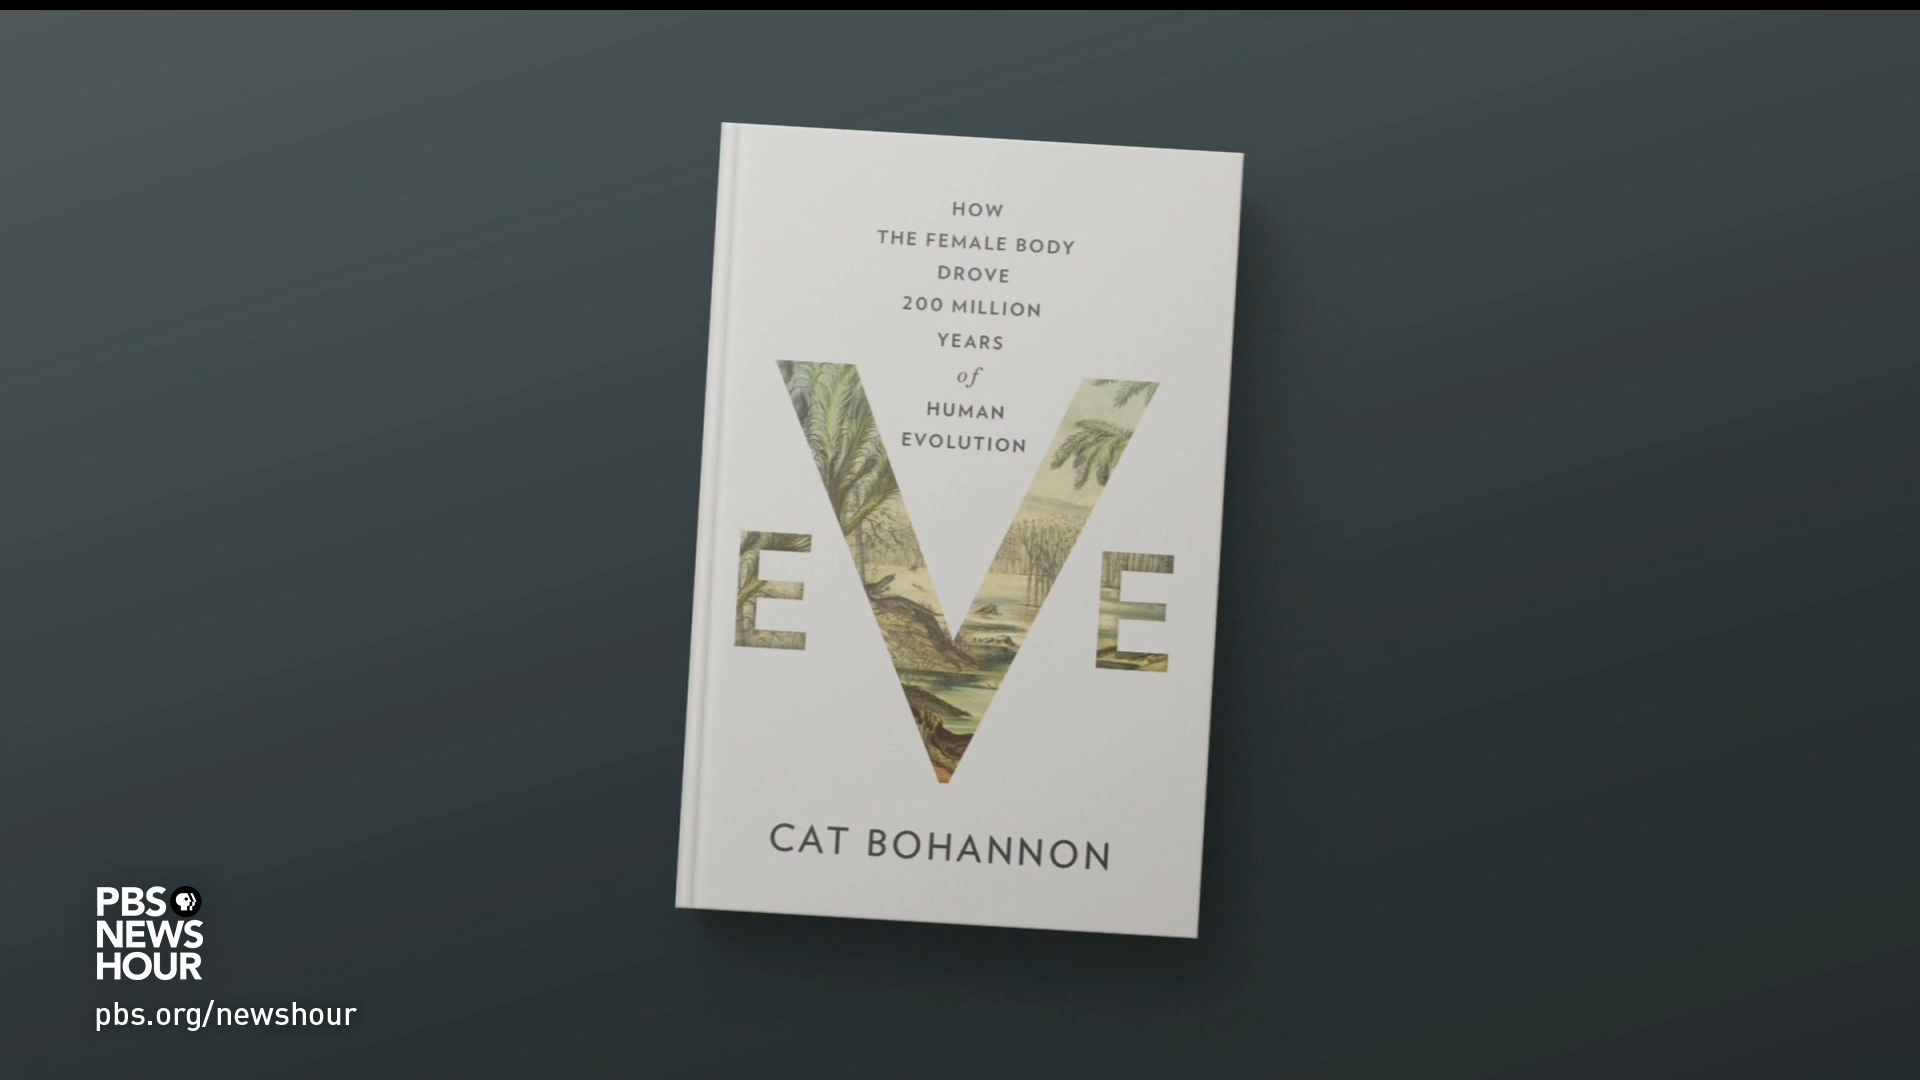 HOW
THE FEMALE BODY
DROVE
200 MILLION
YEARS
of
HUMAN
EVOLUTION
EVE
CAT BOHANNON
PBS
NEWS
HOUR
pbs.org/newshour